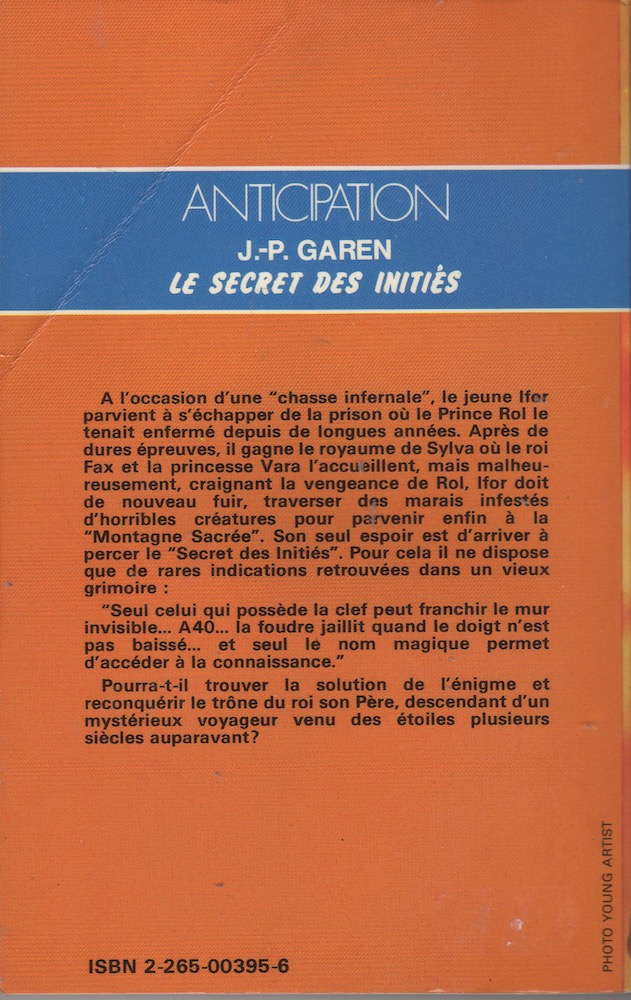 ANTICIPATION
J.-P. GAREN
LE SECRET DES INITIÉS
A l'occasion d'une "chasse infernale", le jeune Ifor
parvient à s'échapper de la prison où le Prince Rol le
tenait enfermé depuis de longues années. Après de
dures épreuves, il gagne le royaume de Sylva où le roi
Fax et la princesse Vara l'accueillent, mais malheu-
reusement, craignant la vengeance de Rol, Ifor doit
de nouveau fuir, traverser des marais infestés
d'horribles créatures pour parvenir enfin à la
"Montagne Sacrée". Son seul espoir est d'arriver à
percer le "Secret des Initiés". Pour cela il ne dispose
que de rares indications retrouvées dans un vieux
grimoire :
"Seul celui qui possède la clef peut franchir le mur
invisible... A40... la foudre jaillit quand le doigt n'est
pas baissé... et seul le nom magique permet
d'accéder à la connaissance."
Pourra-t-il trouver la solution de l'énigme et
reconquérir le trône du roi son Père, descendant d'un
mystérieux voyageur venu des étoiles plusieurs
siècles auparavant?
PHOTO YOUNG ARTIST
ISBN 2-265-00395-6